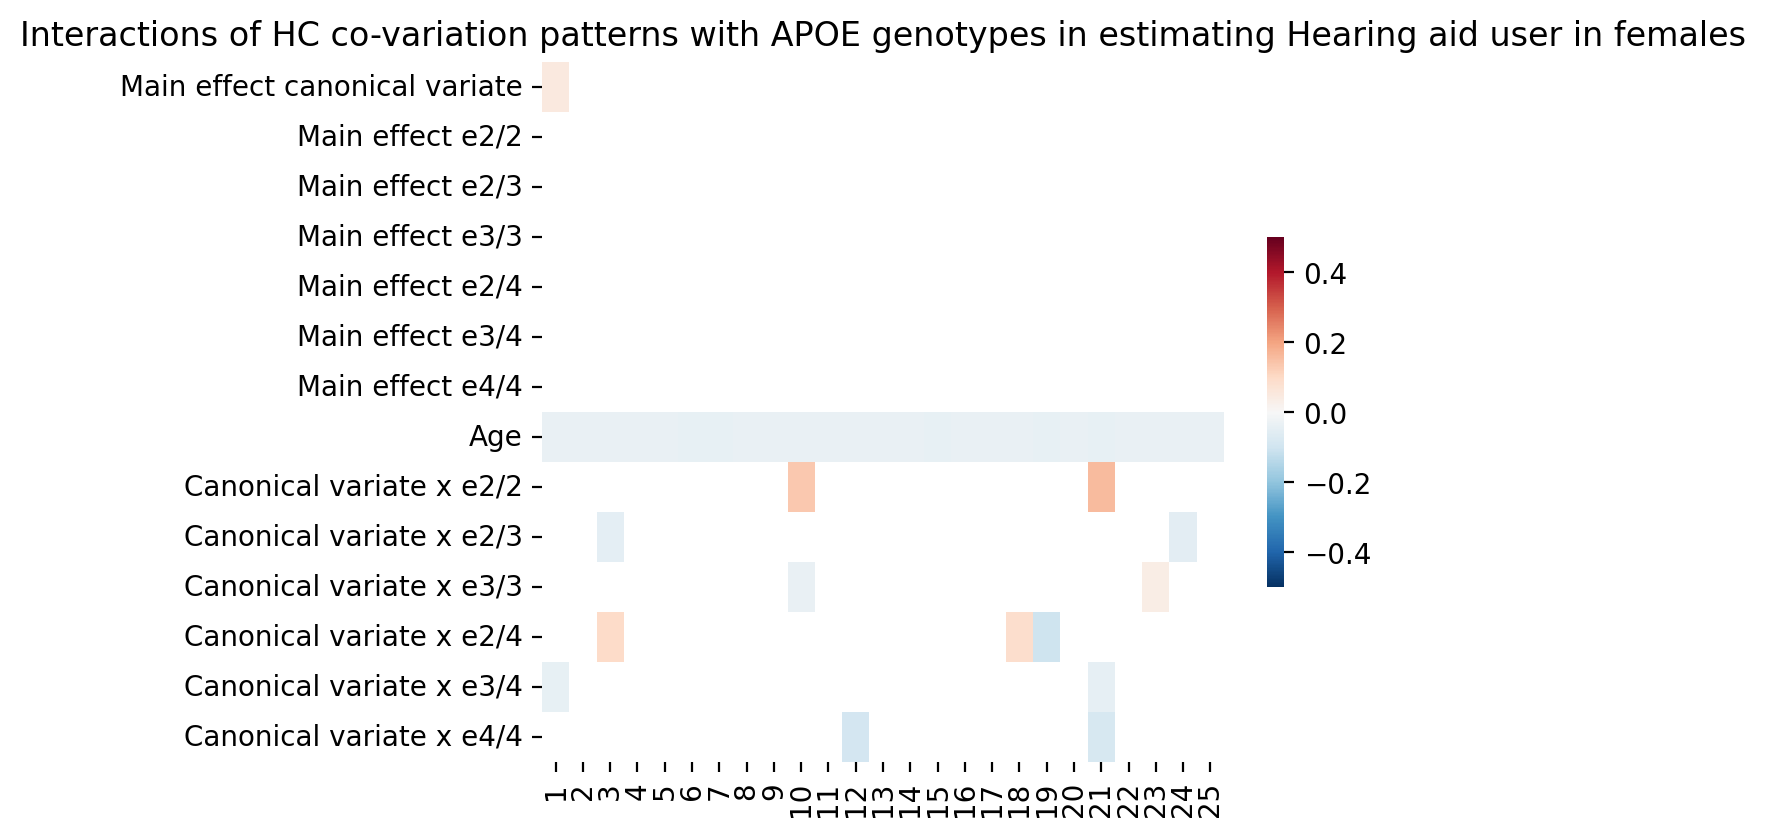 Interactions of HC co-variation patterns with APOE genotypes in estimating Hearing aid user in females
Main effect canonical variate
Main effect e2/2
Main effect e2/3
Main effect e3/3
Main effect e2/4
Main effect e3/4
Main effect e4/4
Age
Canonical variate x e2/2
Canonical variate x e2/3
Canonical variate x e3/3
Canonical variate x e2/4
Canonical variate x e3/4
Canonical variate x e4/4
1 2 3 4 5 6 7 8 9 10 11 12 13 14 15 16 17 18 19 20 21 22 23 24 25
0.4
0.2
0.0
−0.2
−0.4